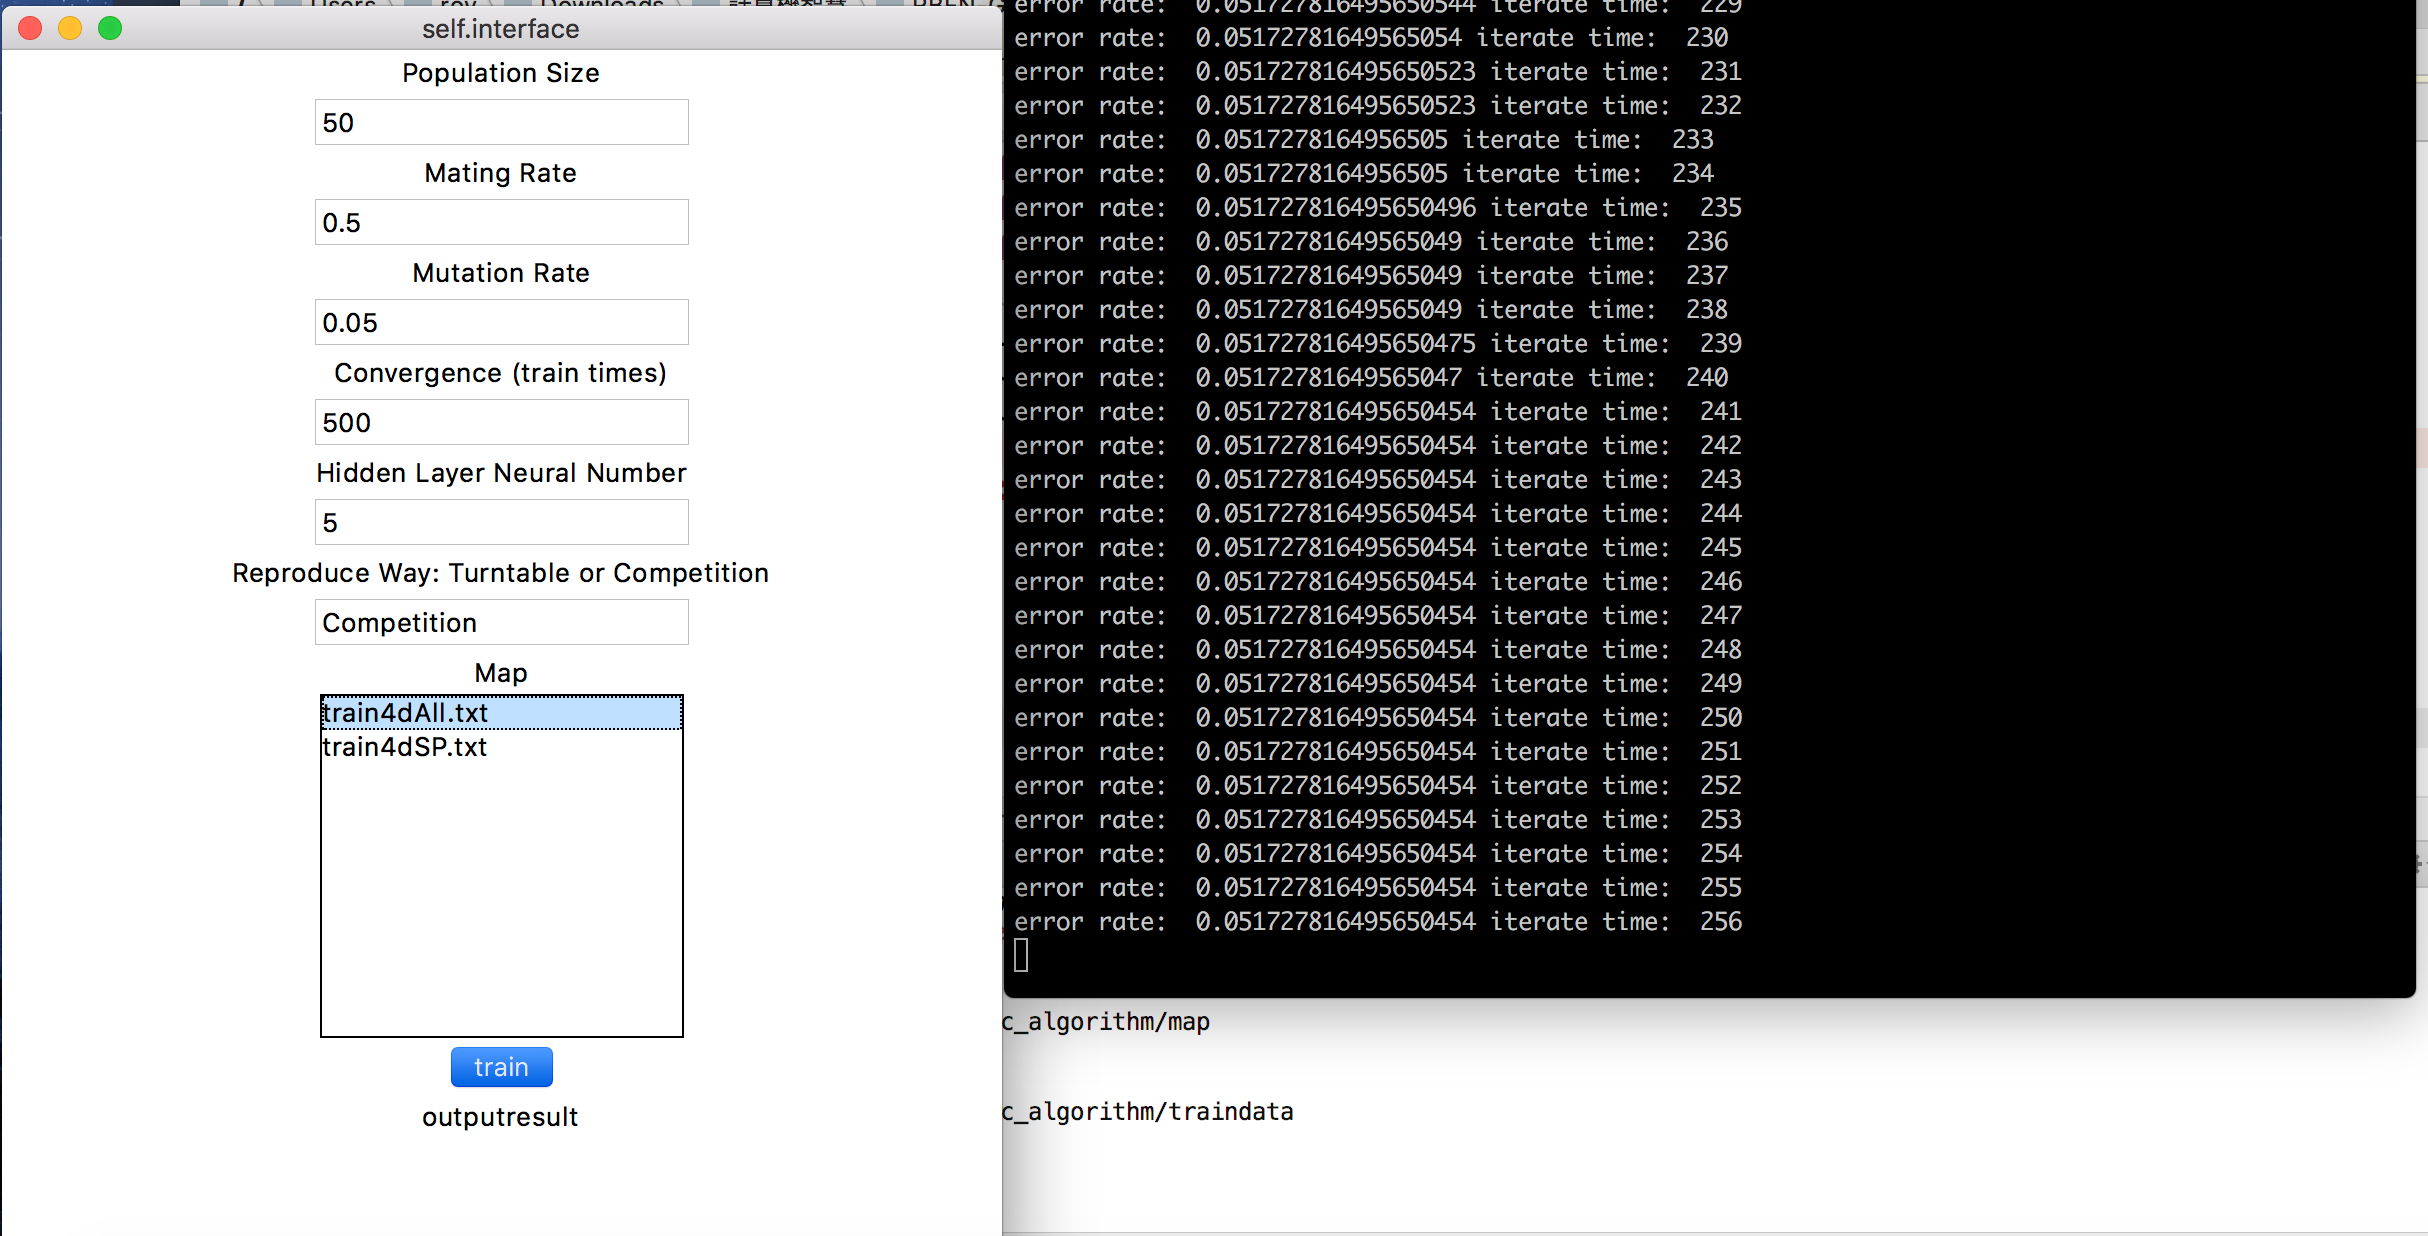 Users roy Downloads 計算機智慧
self.interface
Population Size
50
Mating Rate
0.5
Mutation Rate
0.05
Convergence (train times)
500
Hidden Layer Neural Number
5
Reproduce Way: Turntable or Competition
Competition
Map
train4dAll.txt
train4dSP.txt
train
outputresult
error rate:  0.051727816495650544 iterate time:  229
error rate:  0.05172781649565054 iterate time:  230
error rate:  0.051727816495650523 iterate time:  231
error rate:  0.051727816495650523 iterate time:  232
error rate:  0.0517278164956505 iterate time:  233
error rate:  0.0517278164956505 iterate time:  234
error rate:  0.051727816495650496 iterate time:  235
error rate:  0.05172781649565049 iterate time:  236
error rate:  0.05172781649565049 iterate time:  237
error rate:  0.05172781649565049 iterate time:  238
error rate:  0.051727816495650475 iterate time:  239
error rate:  0.05172781649565047 iterate time:  240
error rate:  0.051727816495650454 iterate time:  241
error rate:  0.051727816495650454 iterate time:  242
error rate:  0.051727816495650454 iterate time:  243
error rate:  0.051727816495650454 iterate time:  244
error rate:  0.051727816495650454 iterate time:  245
error rate:  0.051727816495650454 iterate time:  246
error rate:  0.051727816495650454 iterate time:  247
error rate:  0.051727816495650454 iterate time:  248
error rate:  0.051727816495650454 iterate time:  249
error rate:  0.051727816495650454 iterate time:  250
error rate:  0.051727816495650454 iterate time:  251
error rate:  0.051727816495650454 iterate time:  252
error rate:  0.051727816495650454 iterate time:  253
error rate:  0.051727816495650454 iterate time:  254
error rate:  0.051727816495650454 iterate time:  255
error rate:  0.051727816495650454 iterate time:  256
c_algorithm/map
c_algorithm/traindata